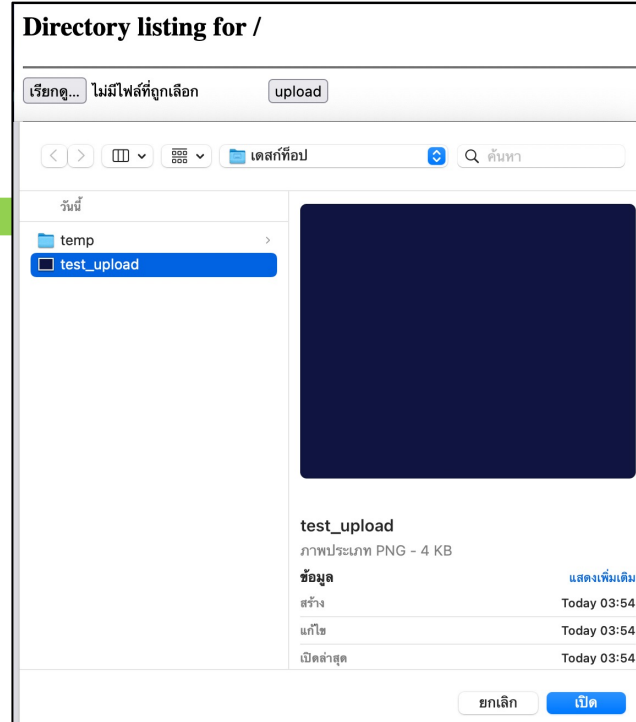 Directory listing for /
เรียกดู... ไม่มีไฟล์ที่ถูกเลือก upload
เดสก์ท็อป ค้นหา
วันนี้
temp
test_upload
test_upload
ภาพประเภท PNG - 4 KB
ข้อมูล แสดงเพิ่มเติม
สร้าง Today 03:54
แก้ไข Today 03:54
เปิดล่าสุด Today 03:54
ยกเลิก เปิด